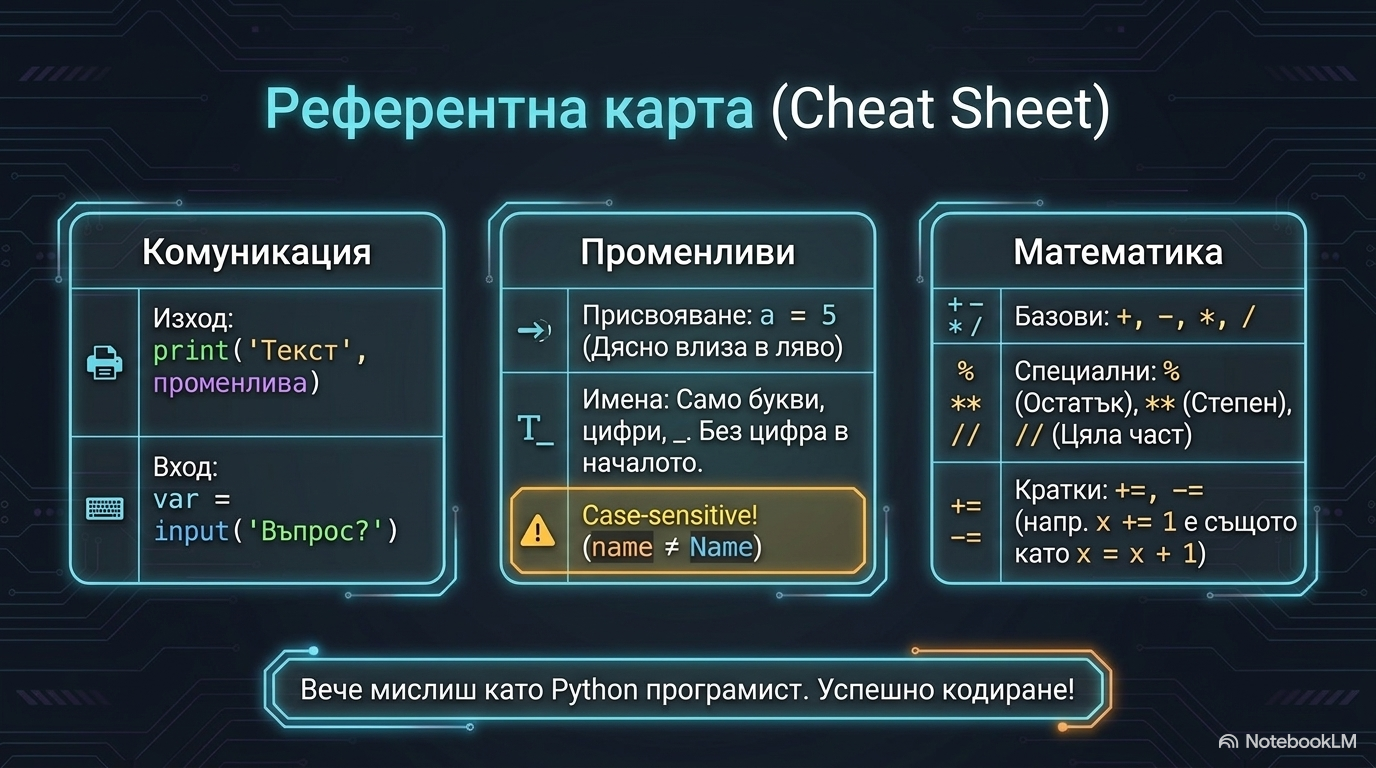 Референтна карта (Cheat Sheet)
Комуникация
Изход:
print('Текст',
променлива)
Вход:
var =
input('Въпрос?')
Променливи
Присвояване: a = 5
(Дясно влиза в ляво)
T_
Имена: Само букви,
цифри, _. Без цифра в
началото.
Case-sensitive!
(name ≠ Name)
Математика
+ −
* /
Базови: +, −, *, /
%
**
//
Специални: %
(Остатък), ** (Степен),
// (Цяла част)
+=
−=
Кратки: +=, −=
(напр. x += 1 е същото
като x = x + 1)
Вече мислиш като Python програмист. Успешно кодиране!
NotebookLM